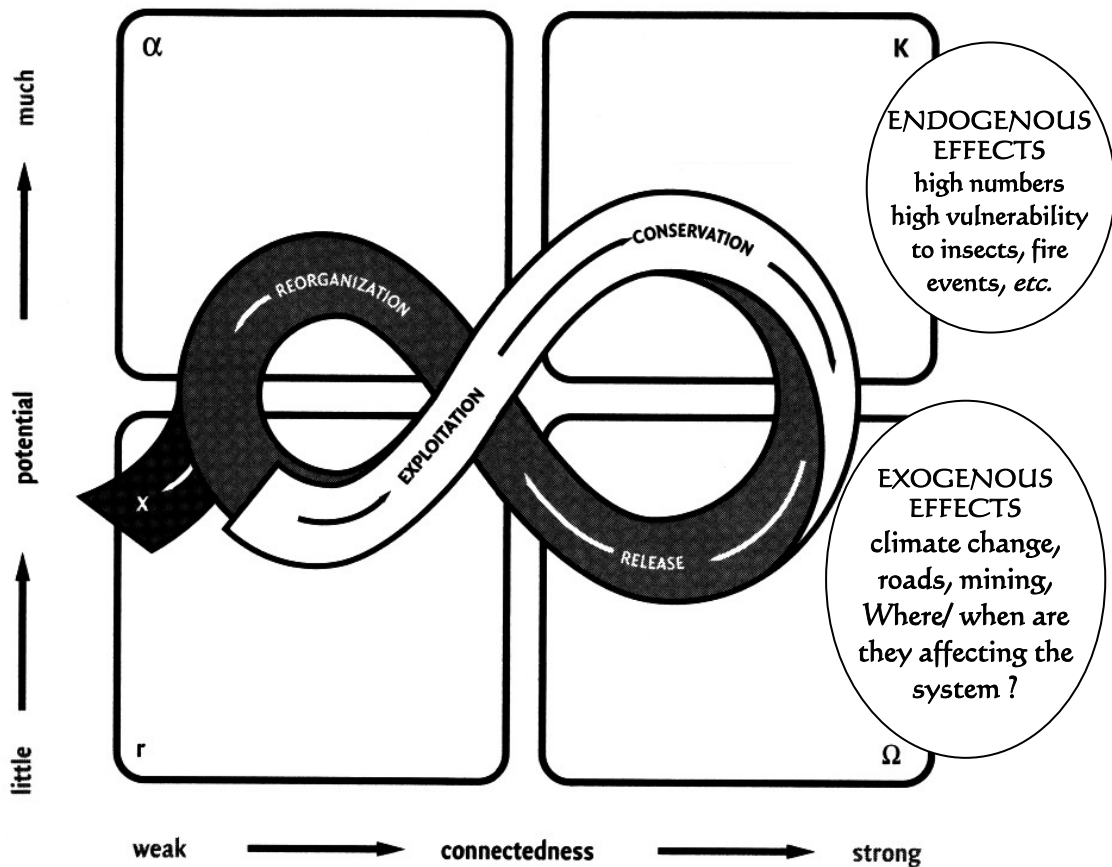 α
K
ENDOGENOUS
EFFECTS
high numbers
high vulnerability
to insects, fire
events, etc.
much
potential
little
REORGANIZATION
CONSERVATION
EXPLOITATION
RELEASE
X
EXOGENOUS
EFFECTS
climate change,
roads, mining,
Where/ when are
they affecting the
system ?
r
Ω
weak
connectedness
strong